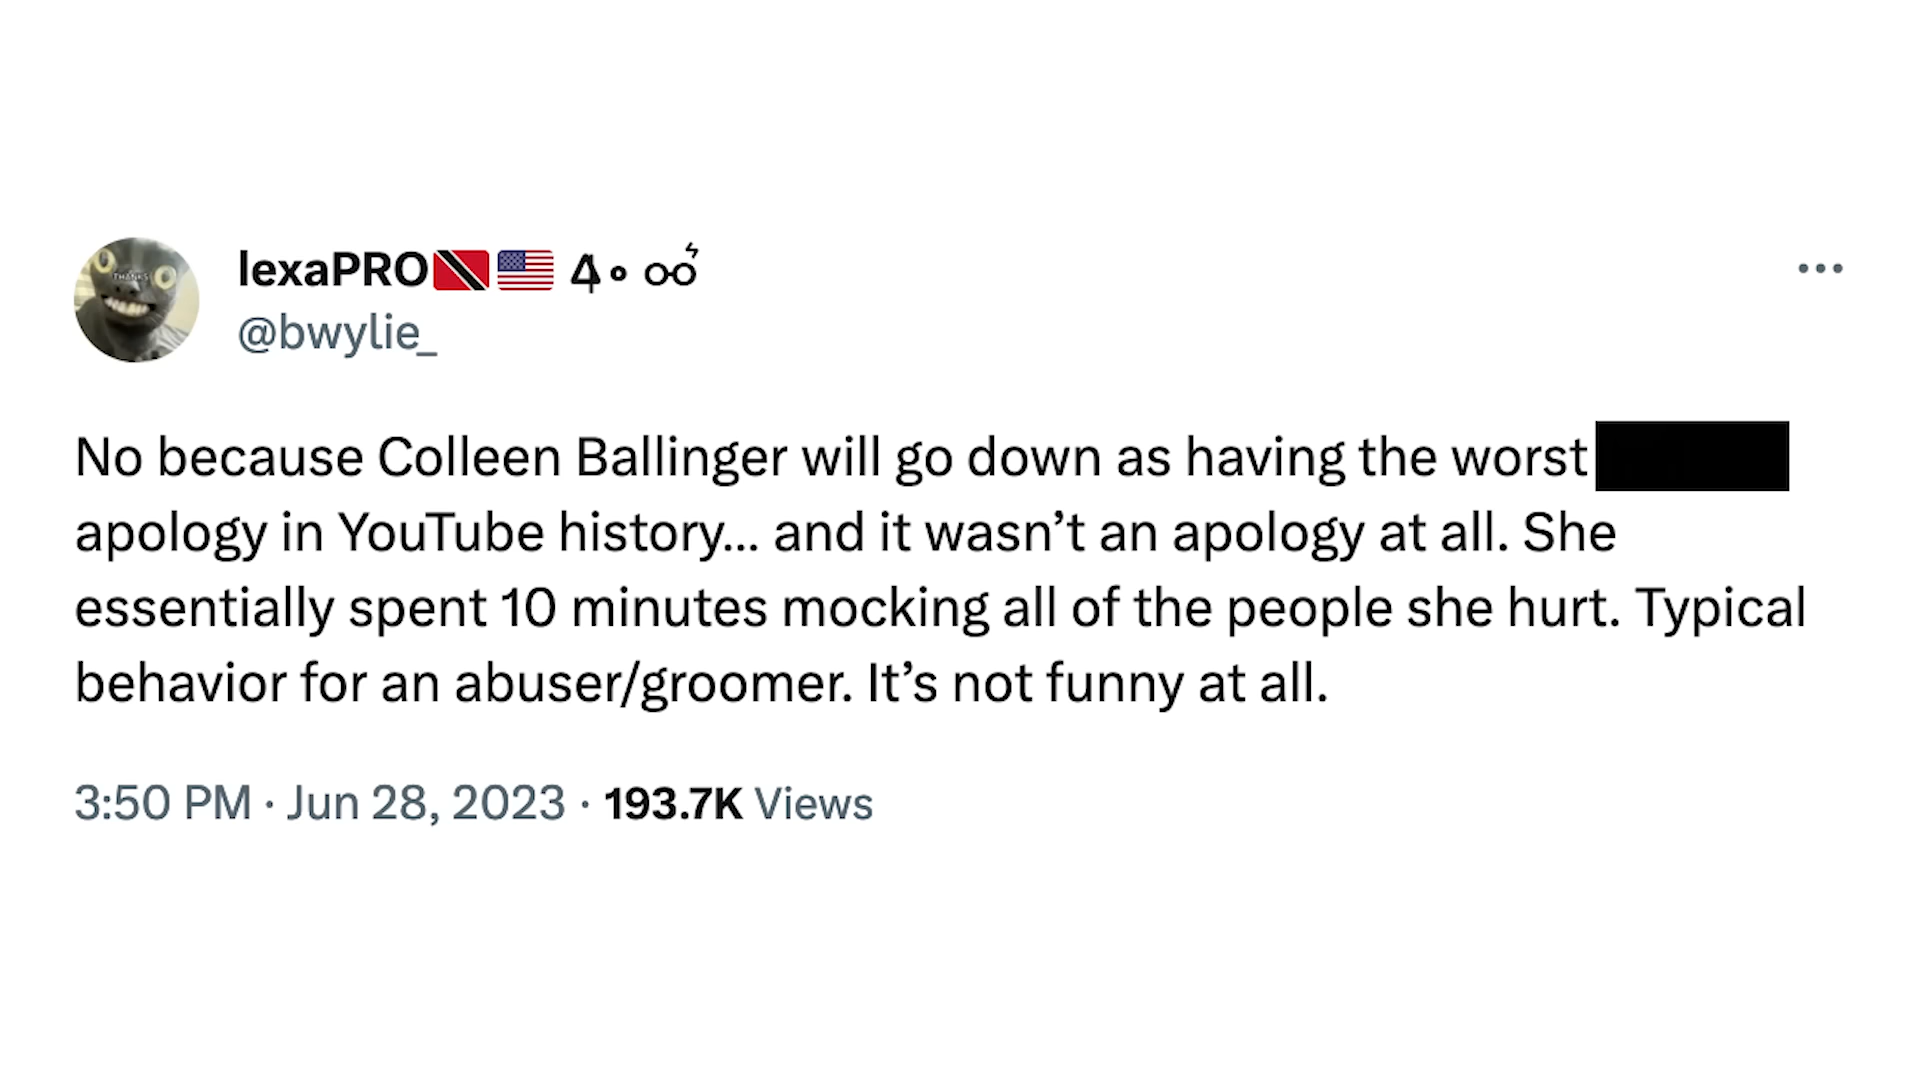 lexaPRO🇹🇹🇺🇸
@bwylie_
THANKS
No because Colleen Ballinger will go down as having the worst
apology in YouTube history... and it wasn’t an apology at all. She
essentially spent 10 minutes mocking all of the people she hurt. Typical
behavior for an abuser/groomer. It’s not funny at all.
3:50 PM · Jun 28, 2023 · 193.7K Views